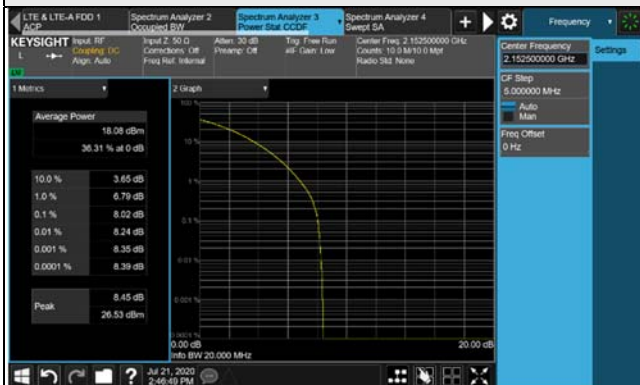 LTE & LTE-A FDD 1
ACP
Spectrum Analyzer 2
Occupied BW
Spectrum Analyzer 3
Power Stat CCDF
Spectrum Analyzer 4
Swept SA
Frequency
KEYSIGHT
L
Input: RF
Coupling: DC
Align: Auto
Input Z: 50 Ω
Corrections: Off
Freq Ref: Internal
Atten: 30 dB
Preamp: Off
Trig: Free Run
#IF Gain: Low
Center Freq: 2.152500000 GHz
Counts: 10.0 M/10.0 Mpt
Radio Std: None
Center Frequency
2.152500000 GHz
Settings
CF Step
5.000000 MHz
Auto
Man
Freq Offset
0 Hz
1 Metrics
Average Power
18.08 dBm
36.31 % at 0 dB
10.0 % 3.65 dB
1.0 % 6.79 dB
0.1 % 8.02 dB
0.01 % 8.24 dB
0.001 % 8.35 dB
0.0001 % 8.39 dB
Peak 8.45 dB
26.53 dBm
2 Graph
100 %
10 %
1 %
0.1 %
0.01 %
0.001 %
0.0001 %
0.00 dB 20.00 dB
Info BW 20.000 MHz
Jul 21, 2020
2:46:49 PM